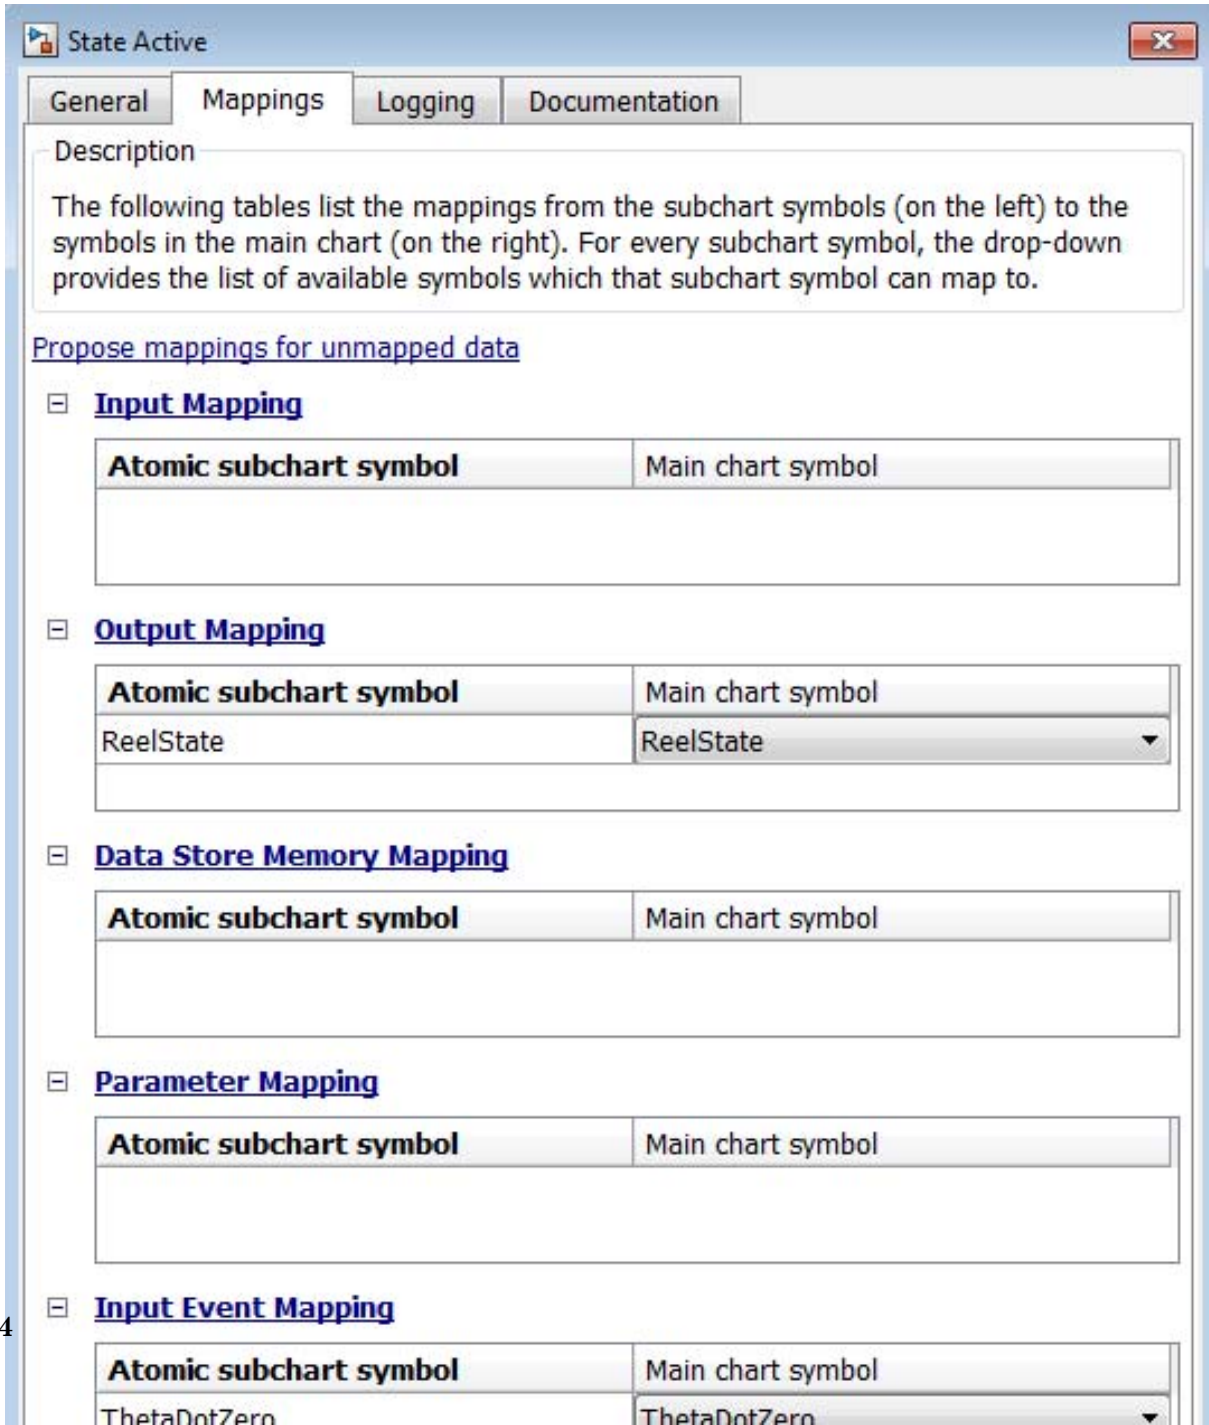 State Active
General Mappings Logging Documentation
Description
The following tables list the mappings from the subchart symbols (on the left) to the
symbols in the main chart (on the right). For every subchart symbol, the drop-down
provides the list of available symbols which that subchart symbol can map to.
Propose mappings for unmapped data
Input Mapping
Atomic subchart symbol Main chart symbol
Output Mapping
Atomic subchart symbol Main chart symbol
ReelState ReelState
Data Store Memory Mapping
Atomic subchart symbol Main chart symbol
Parameter Mapping
Atomic subchart symbol Main chart symbol
Input Event Mapping
4
Atomic subchart symbol Main chart symbol
ThetaDotZero ThetaDotZero